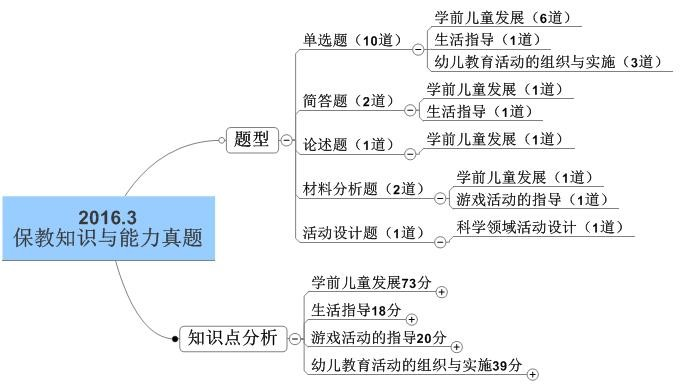 2016.3
保教知识与能力真题
题型
单选题（10道）
学前儿童发展（6道）
生活指导（1道）
幼儿教育活动的组织与实施（3道）
简答题（2道）
学前儿童发展（1道）
生活指导（1道）
论述题（1道）
学前儿童发展（1道）
材料分析题（2道）
学前儿童发展（1道）
游戏活动的指导（1道）
活动设计题（1道）
科学领域活动设计（1道）
知识点分析
学前儿童发展73分
生活指导18分
游戏活动的指导20分
幼儿教育活动的组织与实施39分